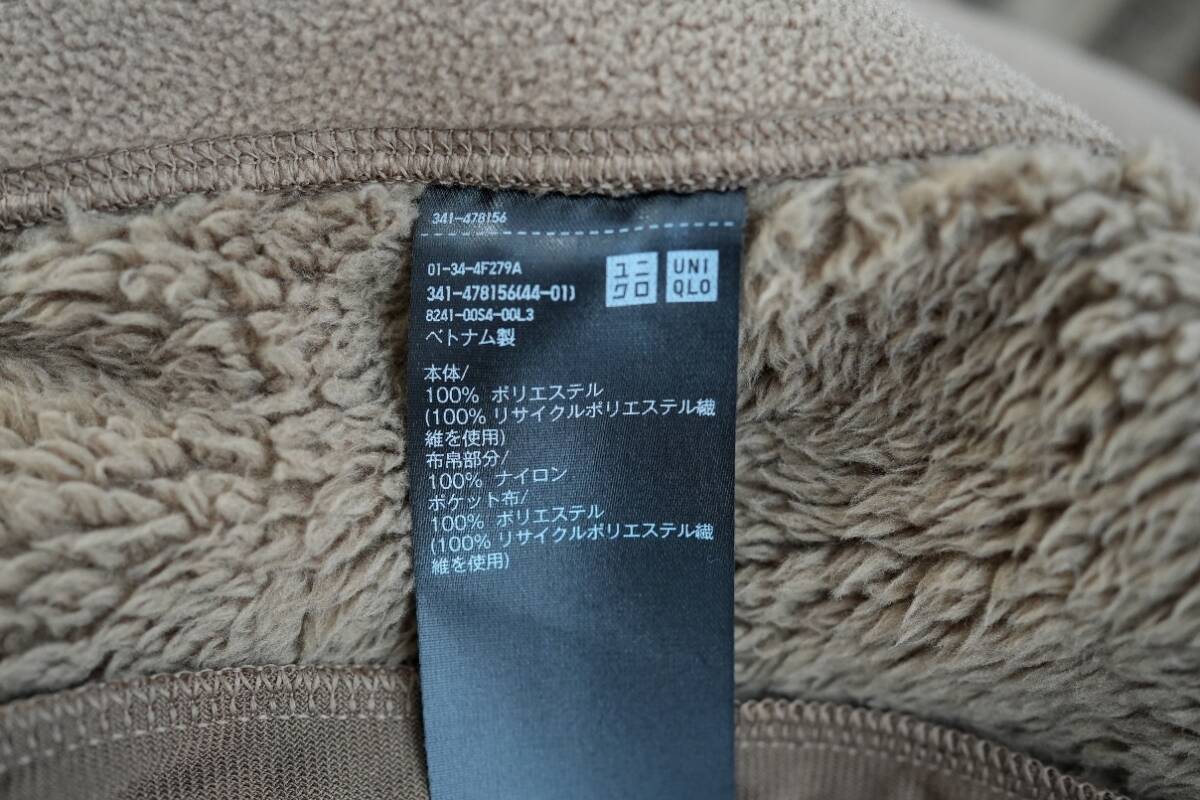 341-478156
01-34-4F279A
341-478156(44-01)
8241-00S4-00L3
ベトナム製
ユニ
クロ
UNI
QLO
本体/
100% ポリエステル
(100% リサイクルポリエステル繊
維を使用)
布帛部分/
100% ナイロン
ポケット布/
100% ポリエステル
(100% リサイクルポリエステル繊
維を使用)